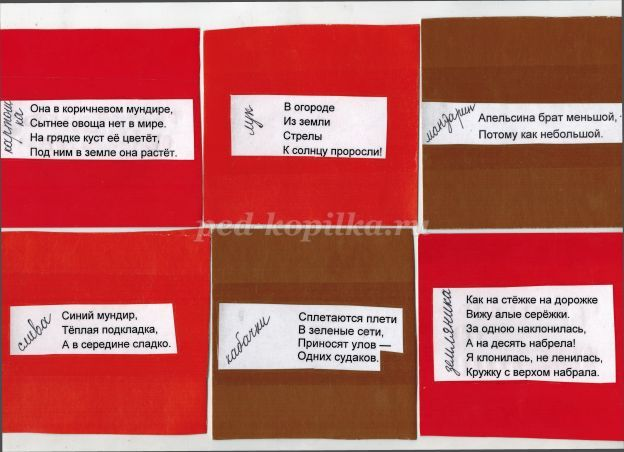 картош
ка
Она в коричневом мундире,
Сытнее овоща нет в мире.
На грядке куст её цветёт,
Под ним в земле она растёт.
лук
В огороде
Из земли
Стрелы
К солнцу проросли!
мандарин
Апельсина брат меньшой,
Потому как небольшой.
ped-kopilka.ru
слива
Синий мундир,
Тёплая подкладка,
А в середине сладко.
кабачки
Сплетаются плети
В зеленые сети,
Приносят улов —
Одних судаков.
земляника
Как на стёжке на дорожке
Вижу алые серёжки.
За одною наклонилась,
А на десять набрела!
Я клонилась, не ленилась,
Кружку с верхом набрала.